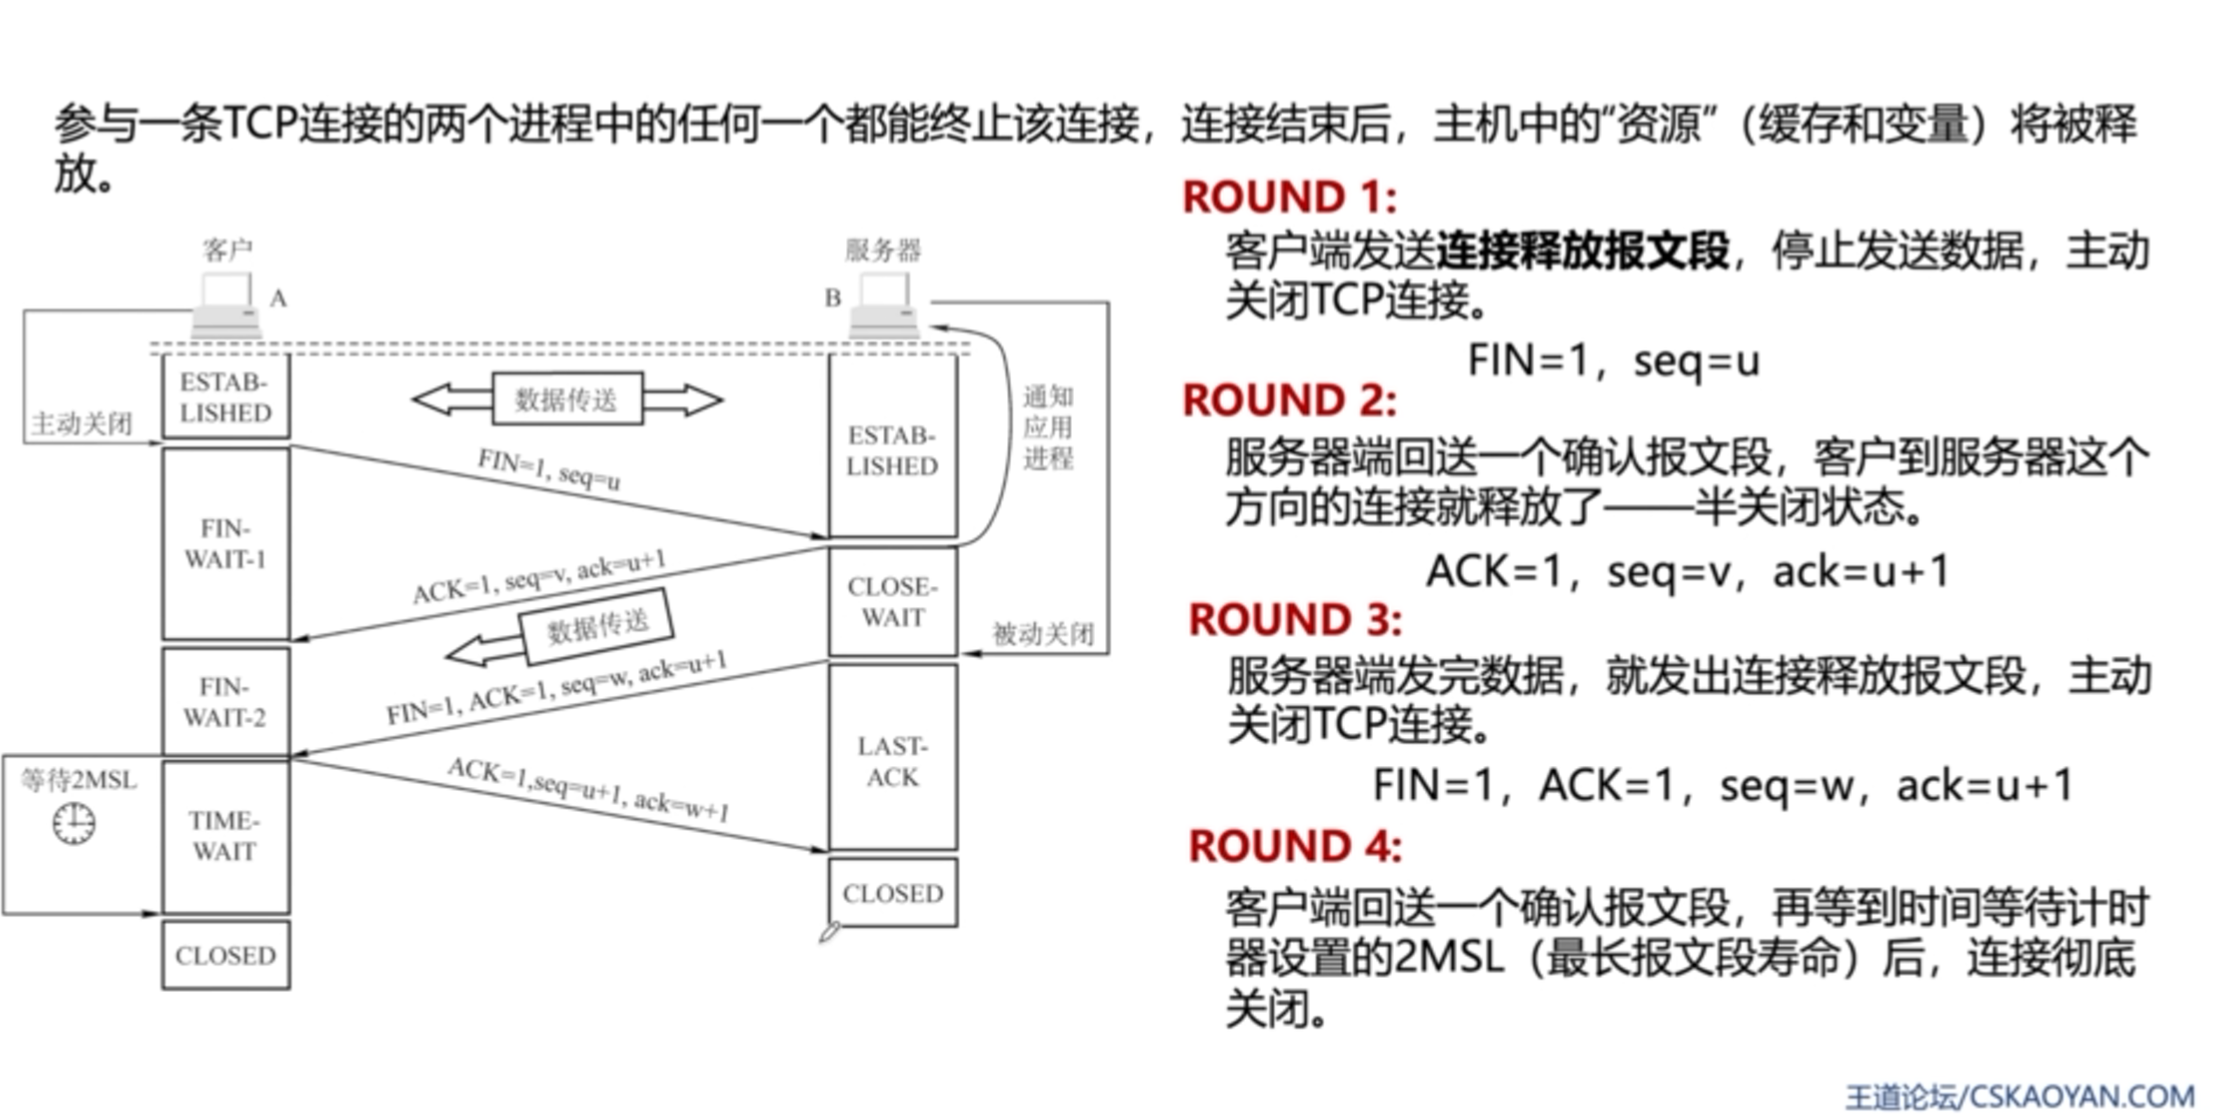 参与一条TCP连接的两个进程中的任何一个都能终止该连接，连接结束后，主机中的“资源”（缓存和变量）将被释
放。
客户
A
服务器
B
ESTAB-
LISHED
主动关闭
数据传送
ESTAB-
LISHED
通知
应用
进程
FIN=1, seq=u
FIN-
WAIT-1
ACK=1, seq=v, ack=u+1
CLOSE-
WAIT
数据传送
被动关闭
FIN-
WAIT-2
FIN=1, ACK=1, seq=w, ack=u+1
LAST-
ACK
等待2MSL
ACK=1,seq=u+1, ack=w+1
TIME-
WAIT
CLOSED
CLOSED
ROUND 1:
客户端发送连接释放报文段，停止发送数据，主动
关闭TCP连接。
FIN=1，seq=u
ROUND 2:
服务器端回送一个确认报文段，客户到服务器这个
方向的连接就释放了——半关闭状态。
ACK=1，seq=v，ack=u+1
ROUND 3:
服务器端发完数据，就发出连接释放报文段，主动
关闭TCP连接。
FIN=1，ACK=1，seq=w，ack=u+1
ROUND 4:
客户端回送一个确认报文段，再等到时间等待计时
器设置的2MSL（最长报文段寿命）后，连接彻底
关闭。
王道论坛/CSKAOYAN.COM